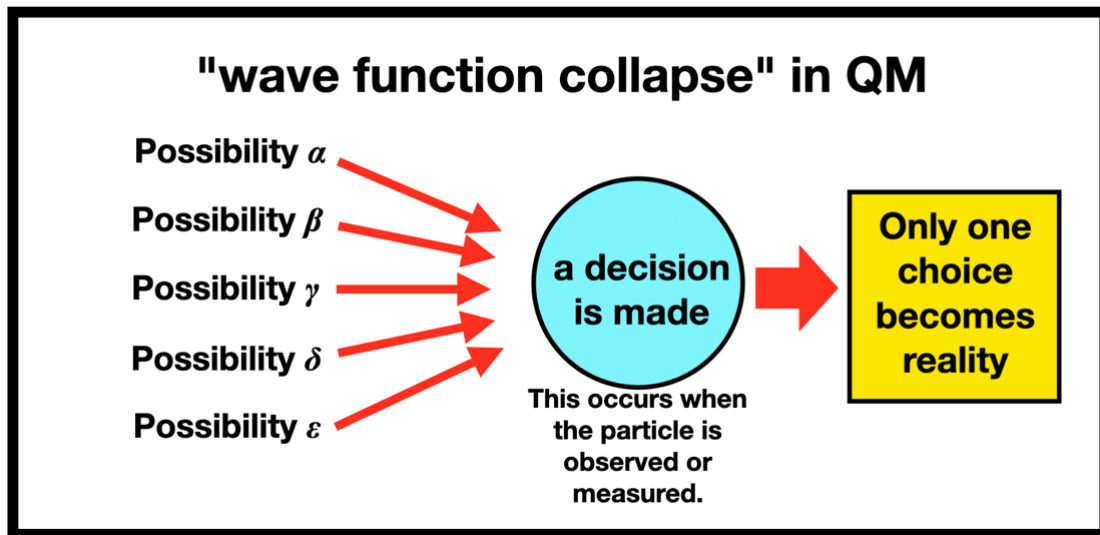 "wave function collapse" in QM
Possibility α
Possibility β
Possibility γ
Possibility δ
Possibility ε
a decision
is made
This occurs when
the particle is
observed or
measured.
Only one
choice
becomes
reality